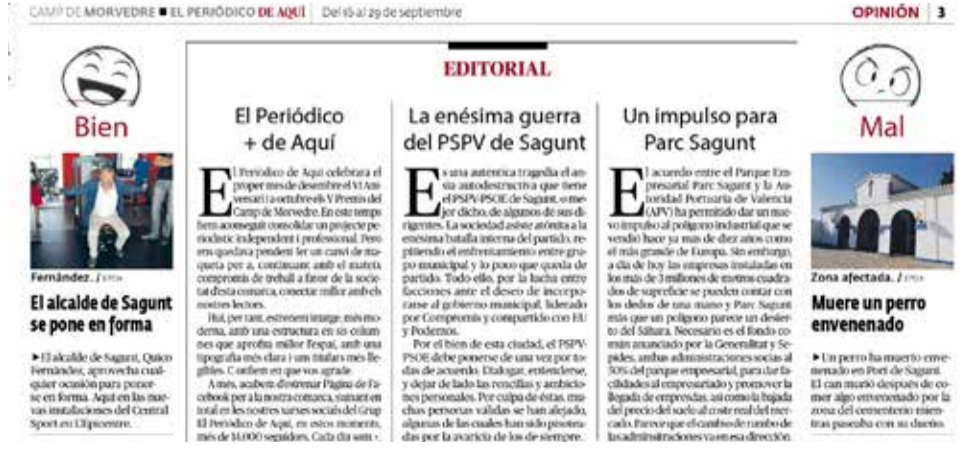 CAMP DE MORVEDRE ■ EL PERIÓDICO DE AQUÍ | Del 16 al 29 de septiembre
OPINIÓN | 3
Bien
Fernández. /
El alcalde de Sagunt
se pone en forma
►El alcalde de Sagunt, Quico
Fernández, aprovecha cual-
quier ocasión para poner-
se en forma. Aquí en las nue-
vas instalaciones del Central
Sport en L'Epicentre.
EDITORIAL
El Periódico
+ de Aquí
El Periódico de Aquí celebrarà el
proper mes de desembre el VI Ani-
versari i a octubre els V Premis del
Camp de Morvedre. En este temps
hem aconseguit consolidar un projecte pe-
riodístic independent i professional. Però
ens quedava pendent fer un canvi de ma-
queta per a, continuant amb el mateix
compromís de treball a favor de la socie-
tat d'esta comarca, conectar millor amb els
nostres lectors.
Hui, per tant, estrenem imatge, més mo-
derna, amb una estructura en sis colum-
nes que aprofita millor l'espai, amb una
tipografia més clara i uns titulars més lle-
gibles. Confiem en que vos agrade.
A més, acabem d'estrenar Pàgina de Fa-
cebook per a la nostra comarca, sumant en
total en les nostres xarxes socials del Grup
El Periódico de Aquí, en estos moments,
més de 14.000 seguidors. Cada dia som +.
La enésima guerra
del PSPV de Sagunt
Es una auténtica tragedia el an-
sia autodestructiva que tiene
el PSPV-PSOE de Sagunt, o me-
jor dicho, de algunos de sus di-
rigentes. La sociedad asiste atónita a la
enésima batalla interna del partido, re-
pitiendo el enfrentamiento entre gru-
po municipal y lo poco que queda de
partido. Todo ello, por la lucha entre
facciones ante el deseo de incorpo-
rarse al gobierno municipal, liderado
por Compromís y compartido con EU
y Podemos.
Por el bien de esta ciudad, el PSPV-
PSOE debe ponerse de una vez por to-
das de acuerdo. Dialogar, entenderse,
y dejar de lado las rencillas y ambicio-
nes personales. Por culpa de éstas, mu-
chas personas válidas se han alejado,
algunas de las cuales han sido pisotea-
das por la avaricia de los de siempre.
Un impulso para
Parc Sagunt
El acuerdo entre el Parque Em-
presarial Parc Sagunt y la Au-
toridad Portuaria de Valencia
(APV) ha permitido dar un nue-
vo impulso al polígono industrial que se
vendió hace ya más de diez años como
el más grande de Europa. Sin embargo,
a día de hoy las empresas instaladas en
los más de 3 millones de metros cuadra-
dos de superficie se pueden contar con
los dedos de una mano y Parc Sagunt
más que un polígono parece un desier-
to del Sáhara. Necesario es el fondo co-
mún anunciado por la Generalitat y Se-
pides, ambas administraciones socias al
50% del parque empresarial, para dar fa-
cilidades al empresariado y promover la
llegada de empresas, así como la bajada
del precio del suelo al coste real del mer-
cado. Parece que el cambio de rumbo de
las administraciones va en esa dirección.
Mal
Zona afectada. /
Muere un perro
envenenado
►Un perro ha muerto enve-
nenado en Port de Sagunt.
El can murió después de co-
mer algo envenenado por la
zona del cementerio mien-
tras paseaba con su dueño.